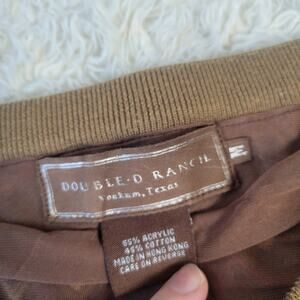 DOUBLE·D RANCH
Yoakum, Texas
M
55% ACRYLIC
45% COTTON
MADE IN HONG KONG
CARE ON REVERSE